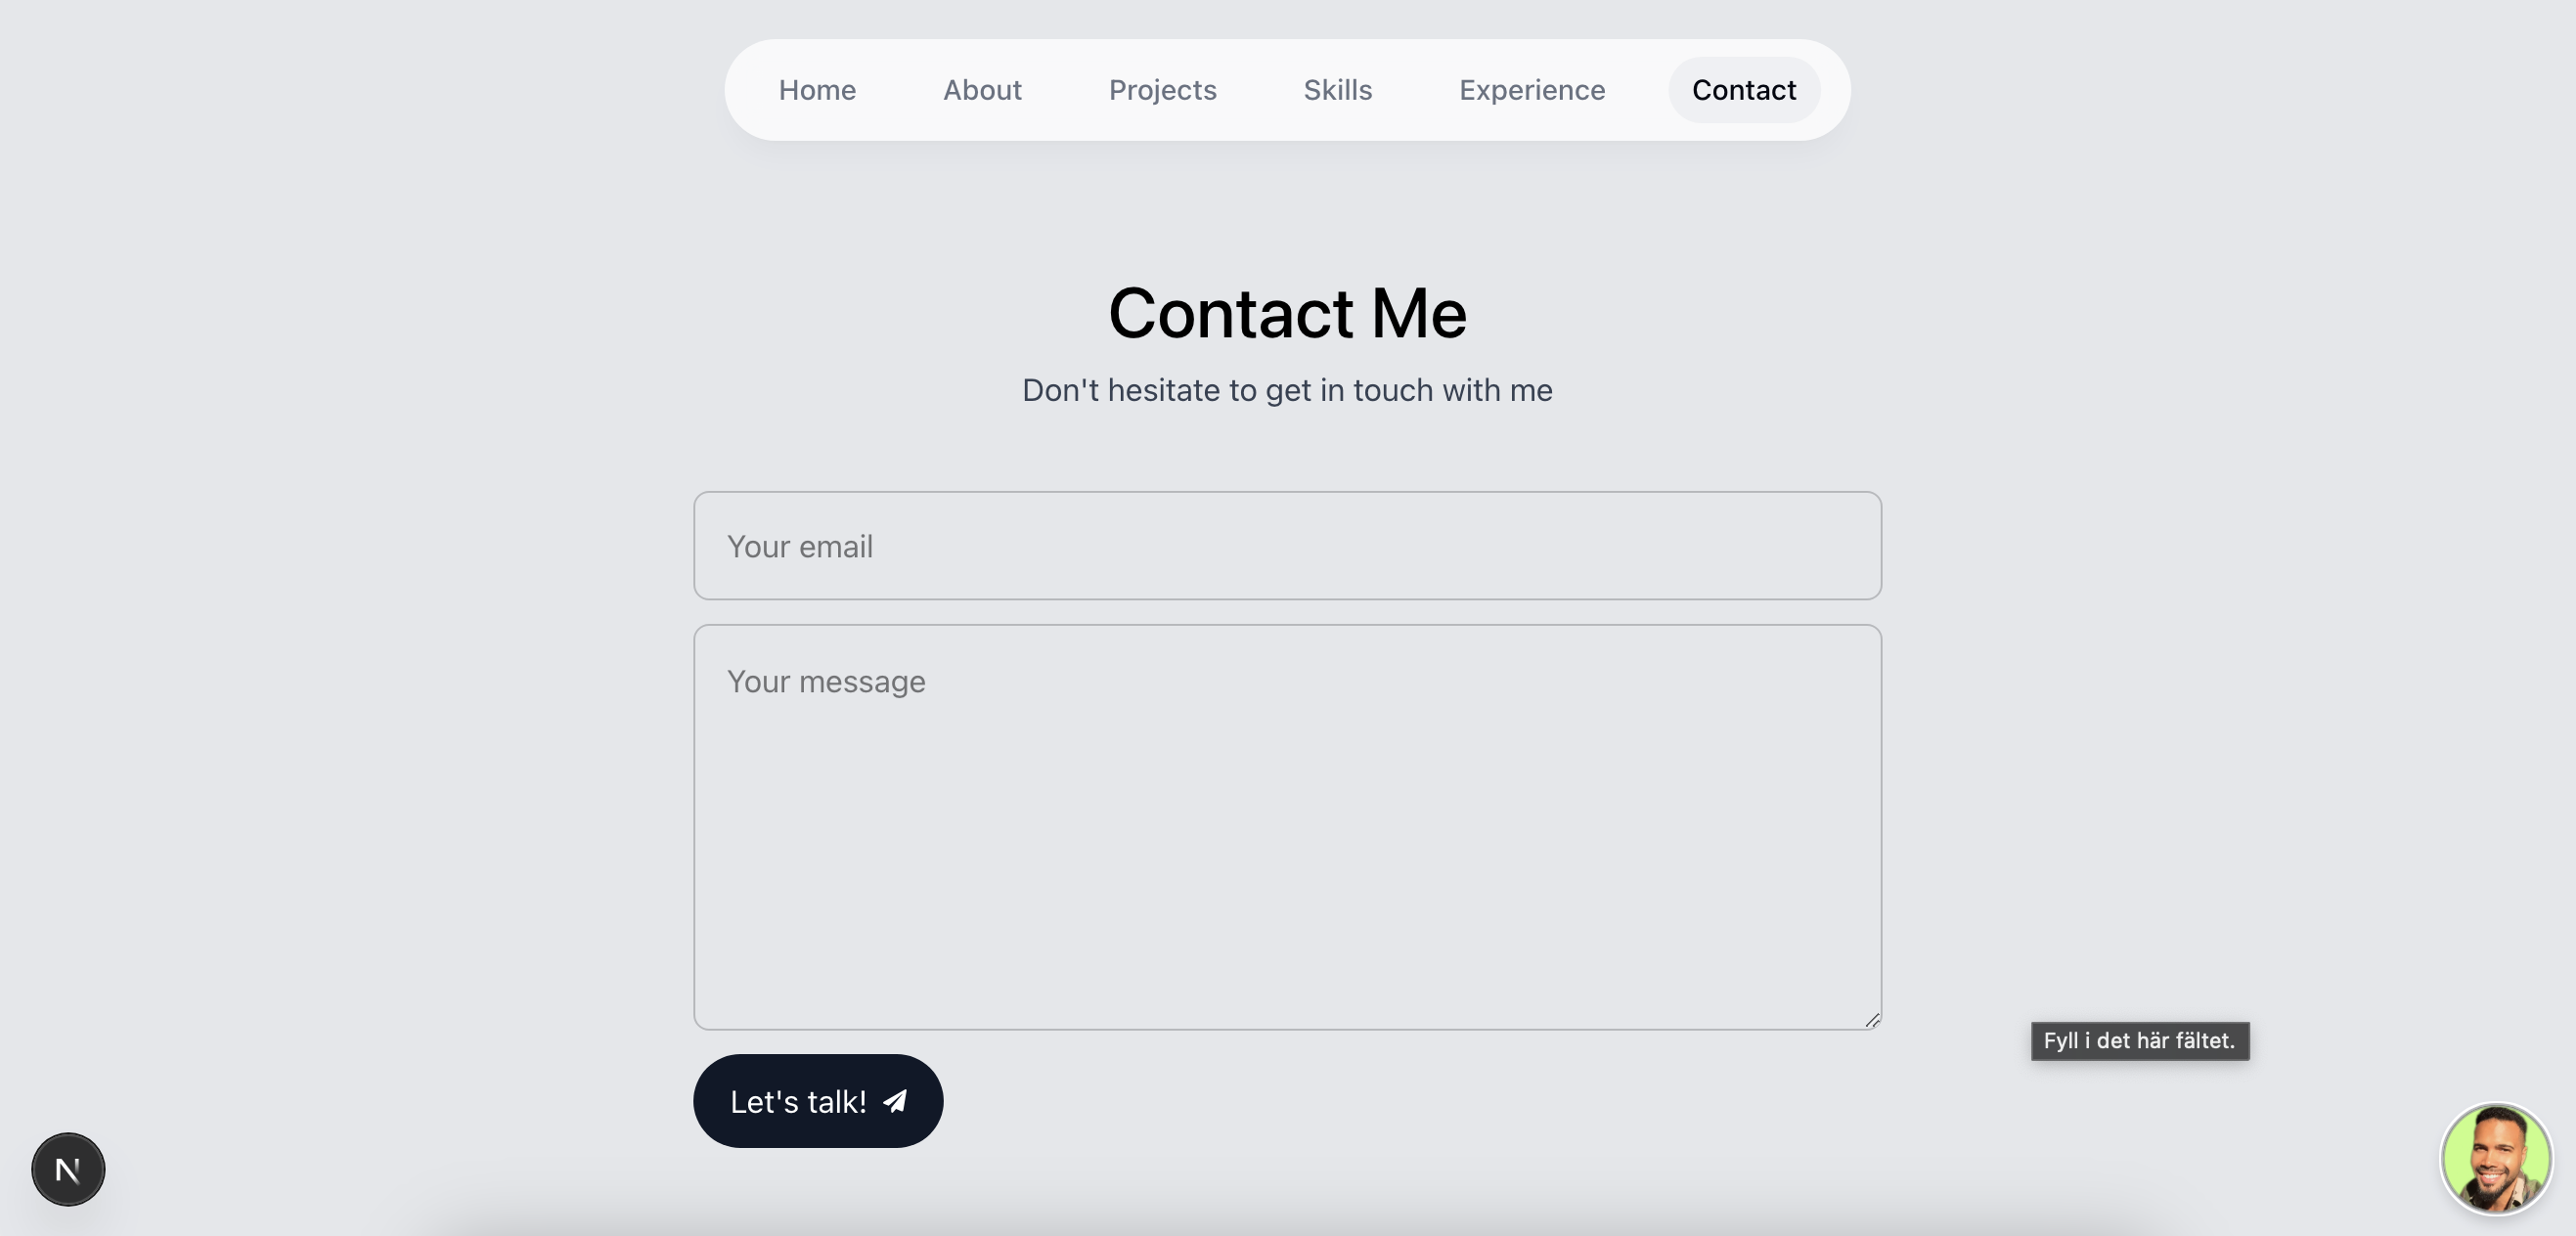 Home About Projects Skills Experience Contact
Contact Me
Don't hesitate to get in touch with me
Your email
Your message
Fyll i det här fältet.
Let's talk!
N